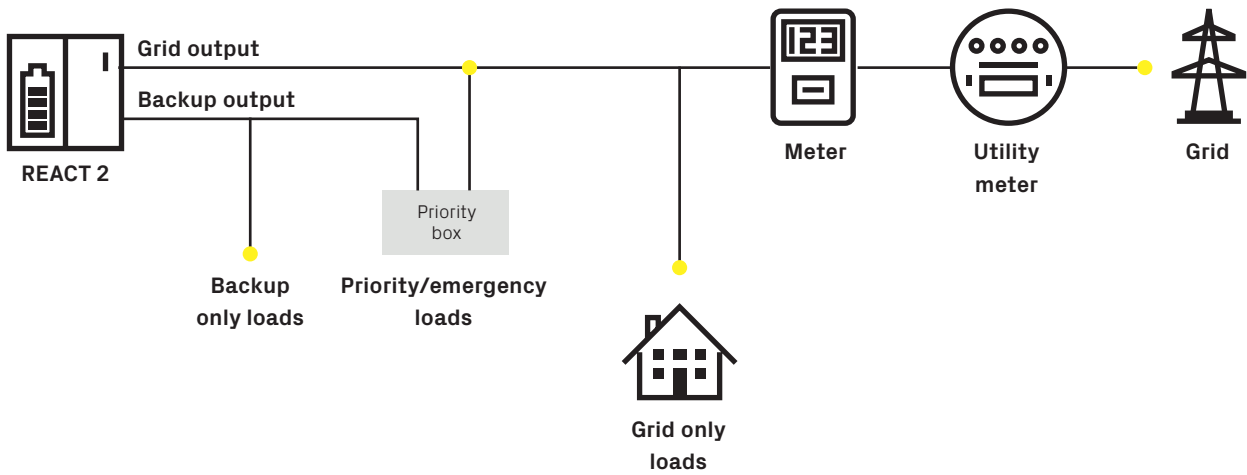 Grid output
Backup output
REACT 2
Priority
box
Backup
only loads
Priority/emergency
loads
Grid only
loads
123
Meter
Utility
meter
Grid